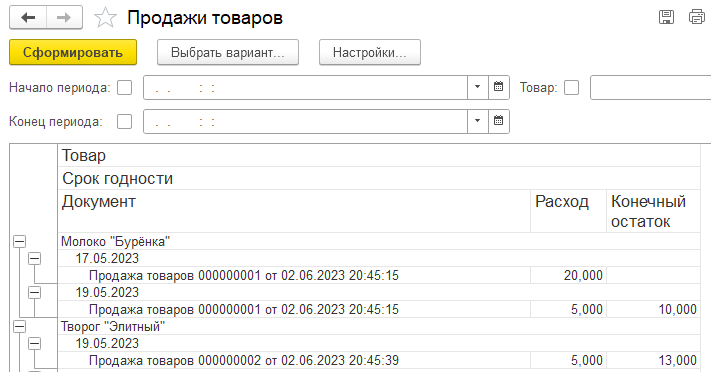 Продажи товаров
Сформировать Выбрать вариант... Настройки...
Начало периода: . . : : Товар:
Конец периода: . . : :
Товар
Срок годности
Документ Расход Конечный остаток
Молоко "Бурёнка"
17.05.2023
Продажа товаров 000000001 от 02.06.2023 20:45:15 20,000
19.05.2023
Продажа товаров 000000001 от 02.06.2023 20:45:15 5,000 10,000
Творог "Элитный"
19.05.2023
Продажа товаров 000000002 от 02.06.2023 20:45:39 5,000 13,000